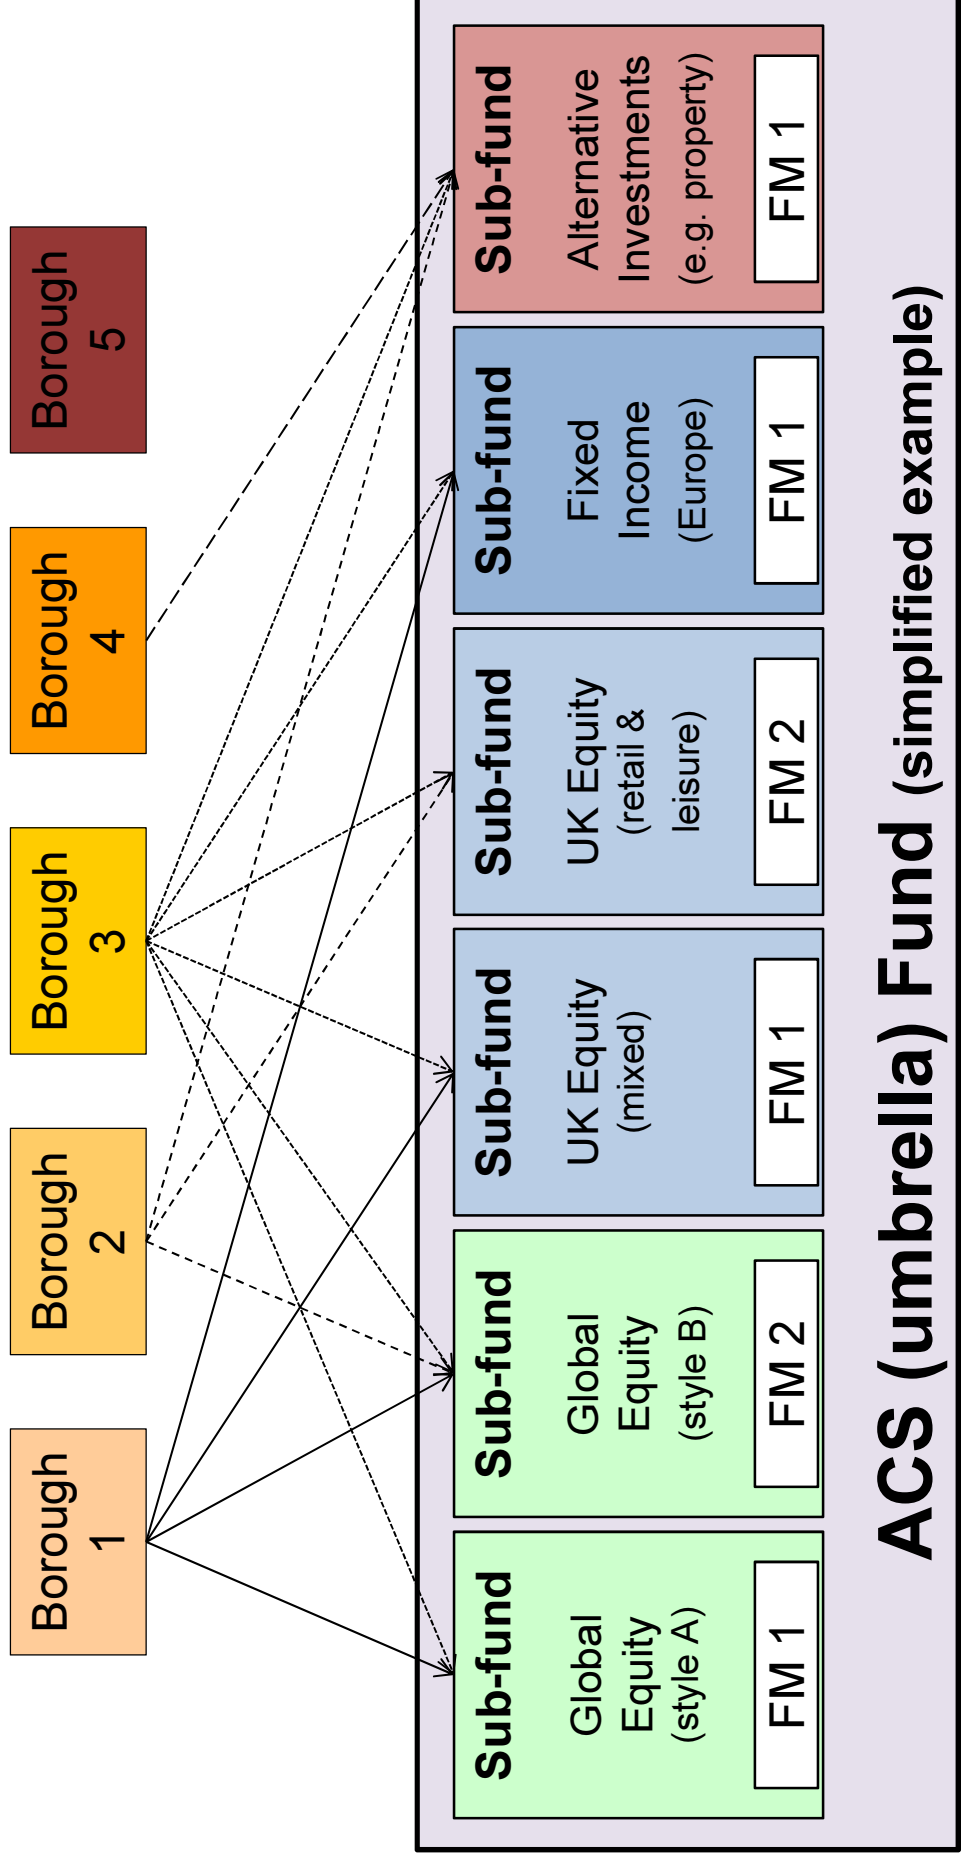 Borough
1
Borough
2
Borough
3
Borough
4
Borough
5
Sub-fund
Global
Equity
(style A)
FM 1
Sub-fund
Global
Equity
(style B)
FM 2
Sub-fund
UK Equity
(mixed)
FM 1
Sub-fund
UK Equity
(retail &
leisure)
FM 2
Sub-fund
Fixed
Income
(Europe)
FM 1
Sub-fund
Alternative
Investments
(e.g. property)
FM 1
ACS (umbrella) Fund (simplified example)